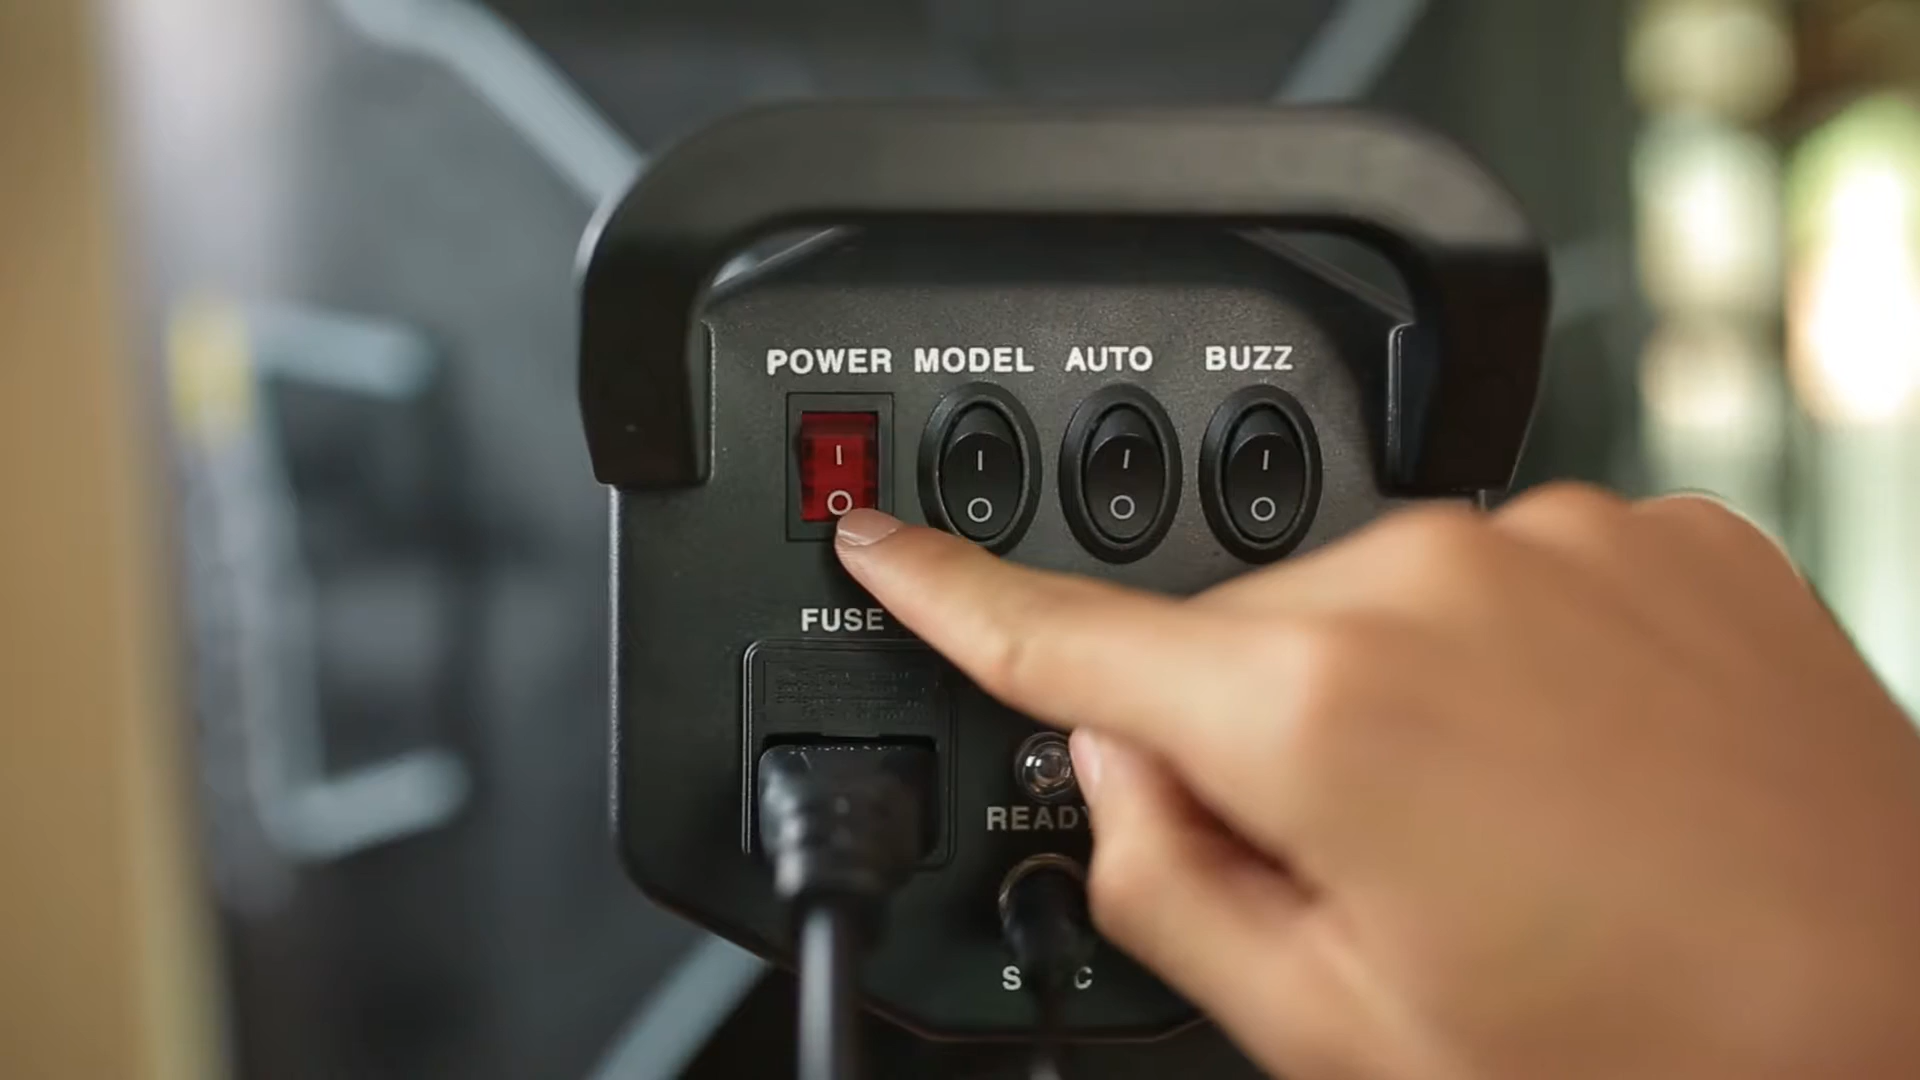 POWER MODEL AUTO BUZZ
I I I I
O O O O
FUSE
READY
S C